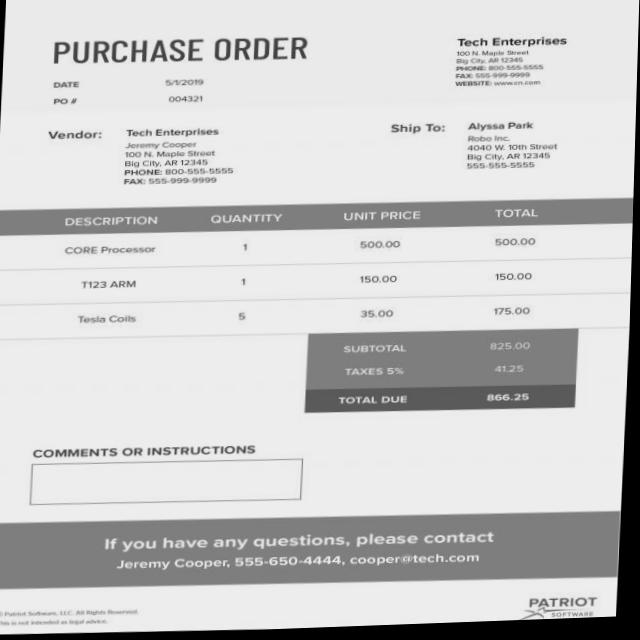 PURCHASE ORDER
DATE 5/1/2019
PO # 004321
Tech Enterprises
100 N. Maple Street
Big City, AR 12345
PHONE: 800-555-5555
FAX: 555-999-9999
WEBSITE: www.cn.com
Vendor: Tech Enterprises
Jeremy Cooper
100 N. Maple Street
Big City, AR 12345
PHONE: 800-555-5555
FAX: 555-999-9999
Ship To: Alyssa Park
Robo Inc.
4040 W. 10th Street
Big City, AR 12345
555-555-5555
DESCRIPTION QUANTITY UNIT PRICE TOTAL
CORE Processor 1 500.00 500.00
T123 ARM 1 150.00 150.00
Tesla Coils 5 35.00 175.00
SUBTOTAL 825.00
TAXES 5% 41.25
TOTAL DUE 866.25
COMMENTS OR INSTRUCTIONS
If you have any questions, please contact
Jeremy Cooper, 555-650-4444, cooper@tech.com
© Patriot Software, LLC. All Rights Reserved.
This is not intended as legal advice.
PATRIOT
SOFTWARE